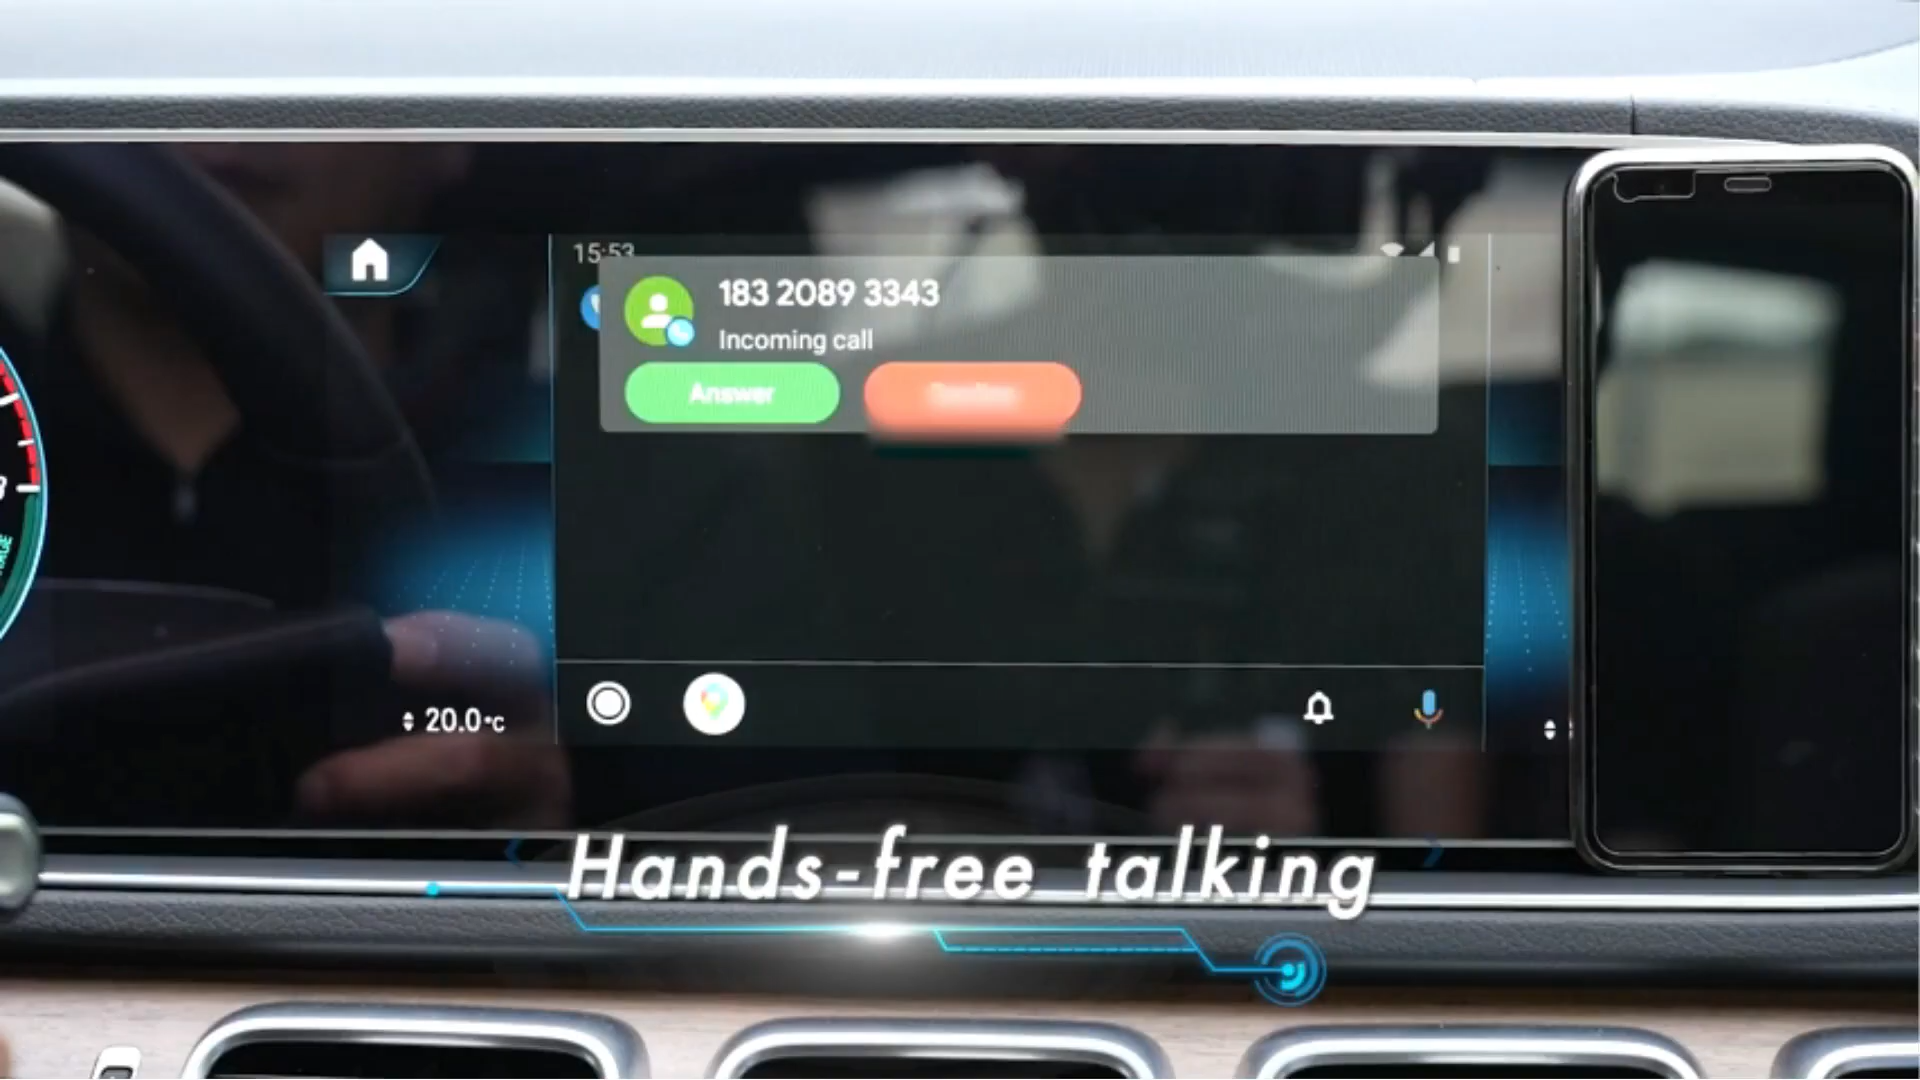 15:53
183 2089 3343
Incoming call
Answer
20.0°C
Hands-free talking